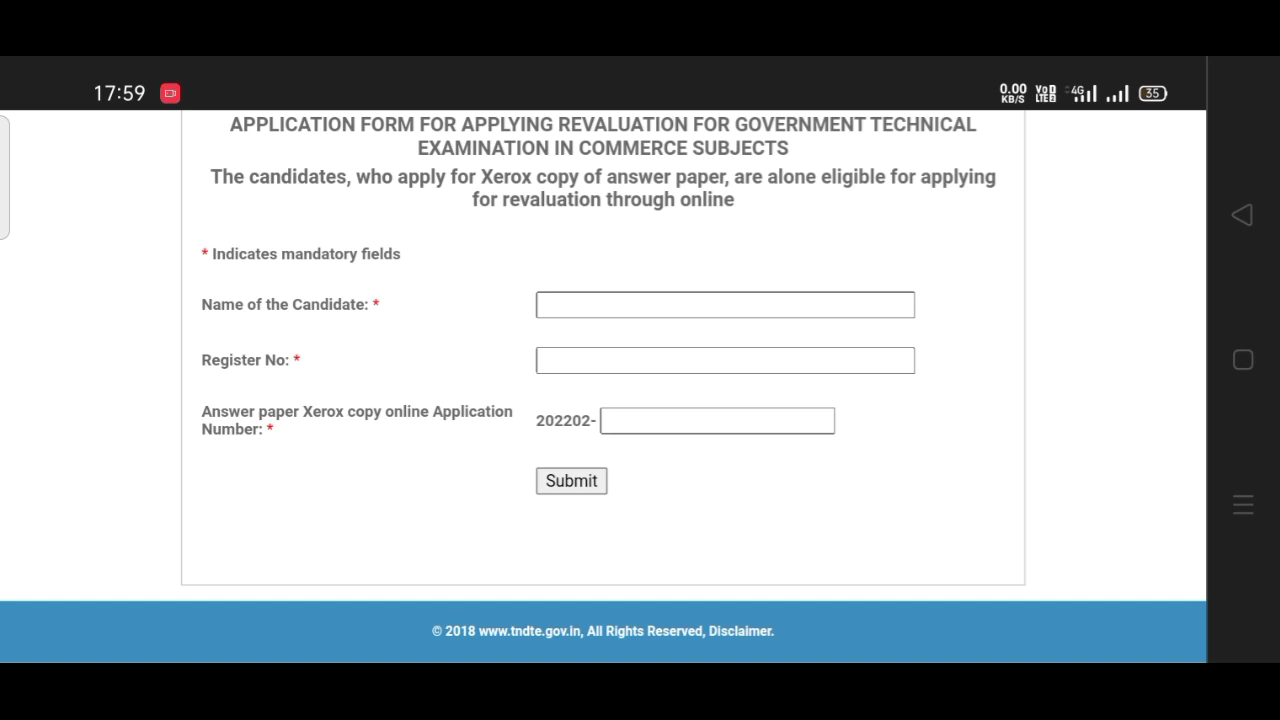 17:59
0.00
KB/S
4G
35
APPLICATION FORM FOR APPLYING REVALUATION FOR GOVERNMENT TECHNICAL
EXAMINATION IN COMMERCE SUBJECTS
The candidates, who apply for Xerox copy of answer paper, are alone eligible for applying
for revaluation through online
* Indicates mandatory fields
Name of the Candidate: *
Register No: *
Answer paper Xerox copy online Application
Number: *
202202-
Submit
© 2018 www.tndte.gov.in, All Rights Reserved, Disclaimer.